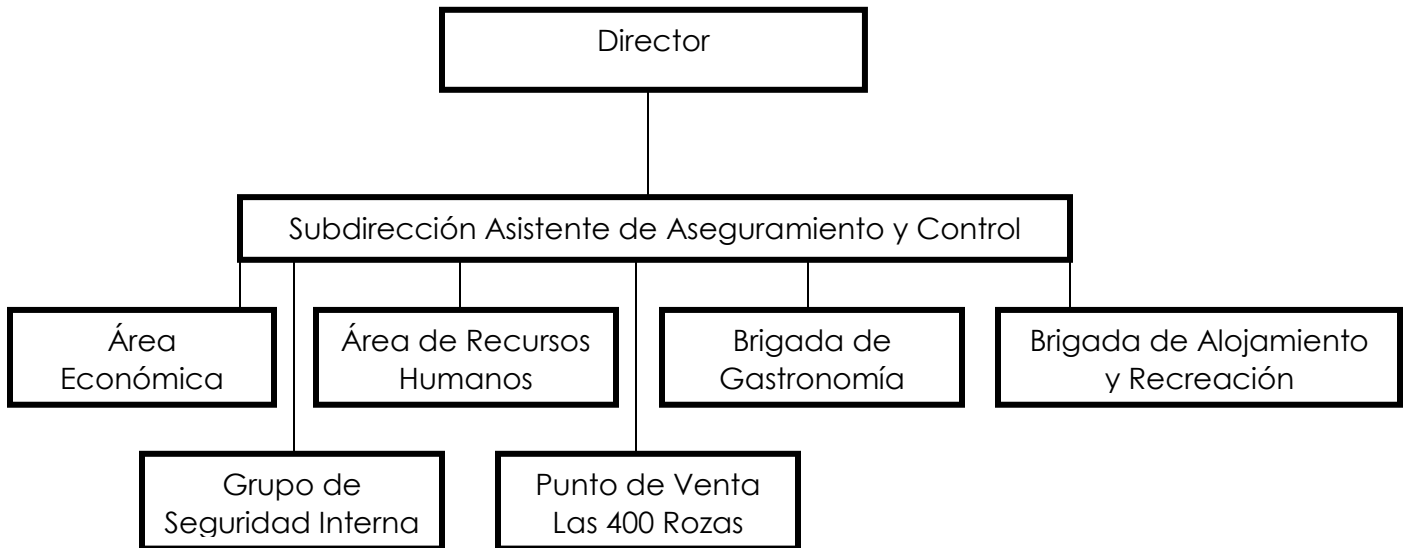 Director
Subdirección Asistente de Aseguramiento y Control
Área
Económica
Área de Recursos
Humanos
Brigada de
Gastronomía
Brigada de Alojamiento
y Recreación
Grupo de
Seguridad Interna
Punto de Venta
Las 400 Rozas